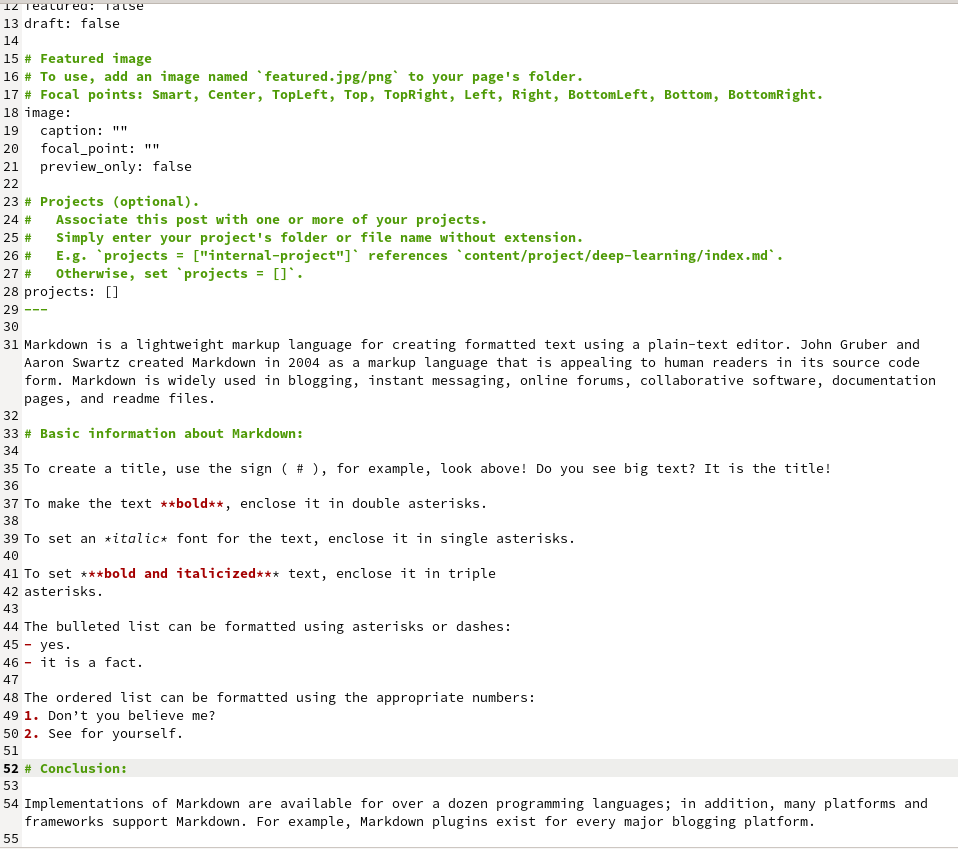 12 featured: false
13 draft: false
14
15 # Featured image
16 # To use, add an image named `featured.jpg/png` to your page's folder.
17 # Focal points: Smart, Center, TopLeft, Top, TopRight, Left, Right, BottomLeft, Bottom, BottomRight.
18 image:
19   caption: ""
20   focal_point: ""
21   preview_only: false
22
23 # Projects (optional).
24 #   Associate this post with one or more of your projects.
25 #   Simply enter your project's folder or file name without extension.
26 #   E.g. `projects = ["internal-project"]` references `content/project/deep-learning/index.md`.
27 #   Otherwise, set `projects = []`.
28 projects: []
29 ---
30
31 Markdown is a lightweight markup language for creating formatted text using a plain-text editor. John Gruber and
Aaron Swartz created Markdown in 2004 as a markup language that is appealing to human readers in its source code
form. Markdown is widely used in blogging, instant messaging, online forums, collaborative software, documentation
pages, and readme files.
32
33 # Basic information about Markdown:
34
35 To create a title, use the sign ( # ), for example, look above! Do you see big text? It is the title!
36
37 To make the text **bold**, enclose it in double asterisks.
38
39 To set an *italic* font for the text, enclose it in single asterisks.
40
41 To set ***bold and italicized*** text, enclose it in triple
42 asterisks.
43
44 The bulleted list can be formatted using asterisks or dashes:
45 - yes.
46 - it is a fact.
47
48 The ordered list can be formatted using the appropriate numbers:
49 1. Don’t you believe me?
50 2. See for yourself.
51
52 # Conclusion:
53
54 Implementations of Markdown are available for over a dozen programming languages; in addition, many platforms and
frameworks support Markdown. For example, Markdown plugins exist for every major blogging platform.
55